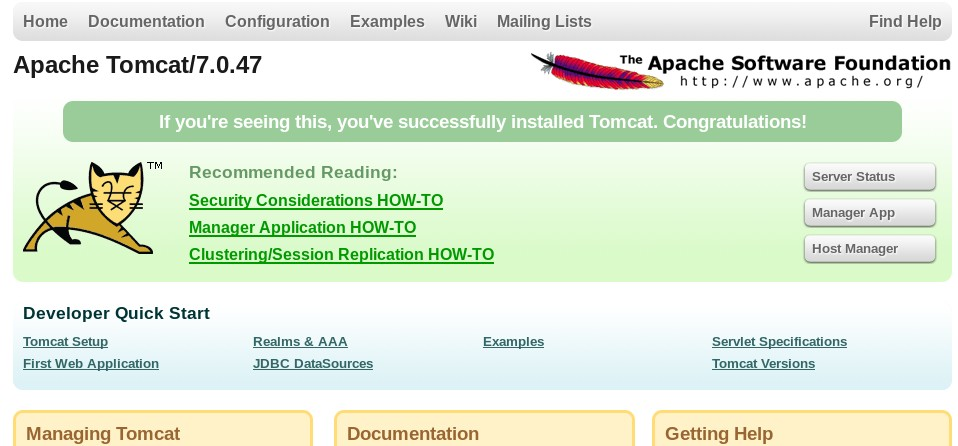 Home Documentation Configuration Examples Wiki Mailing Lists Find Help
Apache Tomcat/7.0.47
The Apache Software Foundation
http://www.apache.org/
If you're seeing this, you've successfully installed Tomcat. Congratulations!
TM
Recommended Reading:
Security Considerations HOW-TO
Manager Application HOW-TO
Clustering/Session Replication HOW-TO
Server Status
Manager App
Host Manager
Developer Quick Start
Tomcat Setup
First Web Application
Realms & AAA
JDBC DataSources
Examples
Servlet Specifications
Tomcat Versions
Managing Tomcat
Documentation
Getting Help